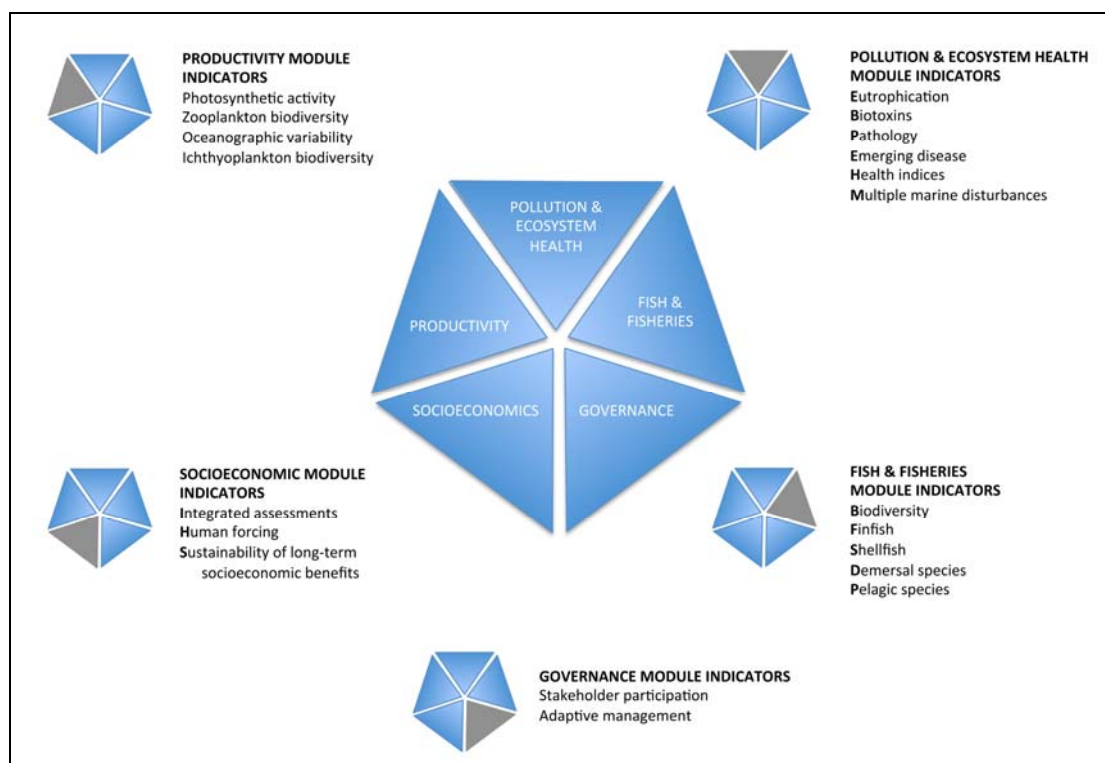 PRODUCTIVITY MODULE
INDICATORS
Photosynthetic activity
Zooplankton biodiversity
Oceanographic variability
Ichthyoplankton biodiversity
POLLUTION & ECOSYSTEM HEALTH
MODULE INDICATORS
Eutrophication
Biotoxins
Pathology
Emerging disease
Health indices
Multiple marine disturbances
POLLUTION &
ECOSYSTEM
HEALTH
PRODUCTIVITY
FISH &
FISHERIES
SOCIOECONOMICS
GOVERNANCE
SOCIOECONOMIC MODULE
INDICATORS
Integrated assessments
Human forcing
Sustainability of long-term
socioeconomic benefits
FISH & FISHERIES
MODULE INDICATORS
Biodiversity
Finfish
Shellfish
Demersal species
Pelagic species
GOVERNANCE MODULE INDICATORS
Stakeholder participation
Adaptive management